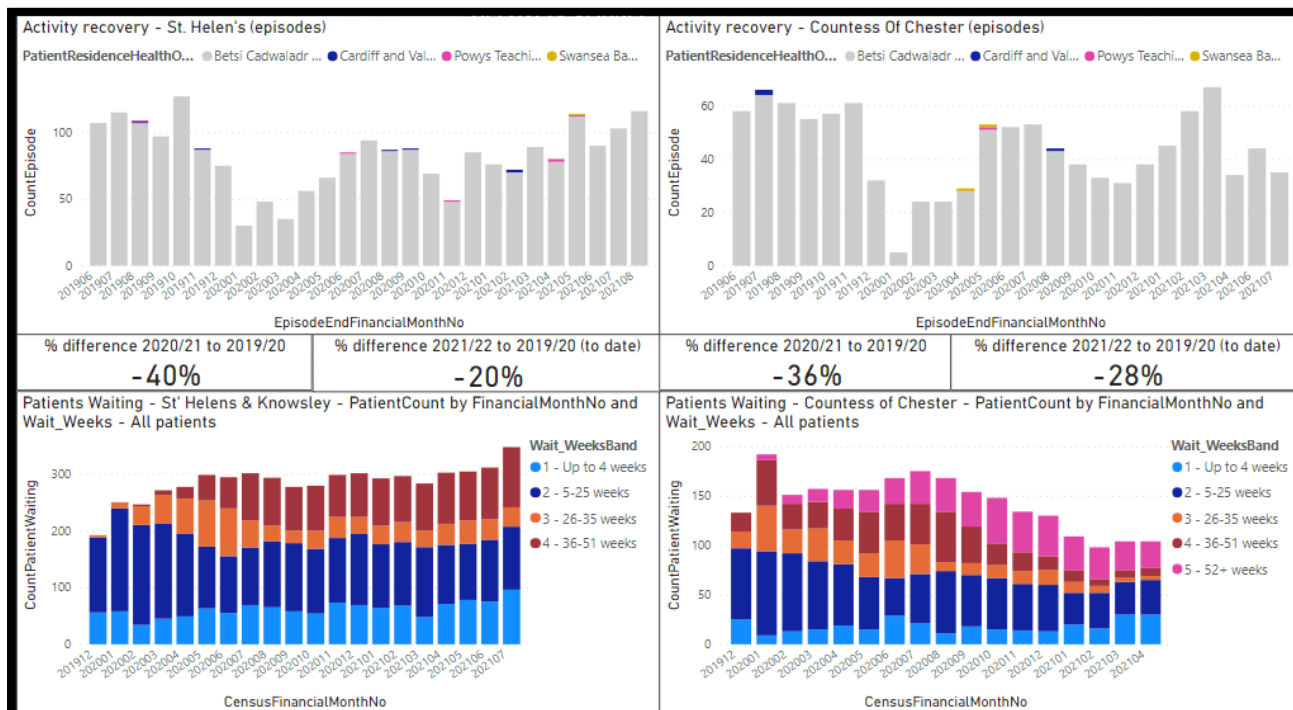 Activity recovery - St. Helen's (episodes)
PatientResidenceHealthO... Betsi Cadwaladr ... Cardiff and Val... Powys Teachi... Swansea Ba...
CountEpisode
100
50
0
201906 201907 201908 201909 201910 201911 201912 202001 202002 202003 202004 202005 202006 202007 202008 202009 202010 202011 202012 202101 202102 202103 202104 202105 202106 202107 202108
EpisodeEndFinancialMonthNo
Activity recovery - Countess Of Chester (episodes)
PatientResidenceHealthO... Betsi Cadwaladr ... Cardiff and Val... Powys Teachi... Swansea Ba...
CountEpisode
60
40
20
0
201906 201907 201908 201909 201910 201911 201912 202001 202002 202003 202004 202005 202006 202007 202008 202009 202010 202011 202012 202101 202102 202103 202104 202106 202107
EpisodeEndFinancialMonthNo
% difference 2020/21 to 2019/20
-40%
% difference 2021/22 to 2019/20 (to date)
-20%
% difference 2020/21 to 2019/20
-36%
% difference 2021/22 to 2019/20 (to date)
-28%
Patients Waiting - St' Helens & Knowsley - PatientCount by FinancialMonthNo and
Wait_Weeks - All patients
CountPatientWaiting
300
200
100
0
201912 202001 202002 202003 202004 202005 202006 202007 202008 202009 202010 202011 202012 202101 202102 202103 202104 202105 202106 202107
CensusFinancialMonthNo
Wait_WeeksBand
1 - Up to 4 weeks
2 - 5-25 weeks
3 - 26-35 weeks
4 - 36-51 weeks
Patients Waiting - Countess of Chester - PatientCount by FinancialMonthNo and
Wait_Weeks - All patients
CountPatientWaiting
200
150
100
50
0
201912 202001 202002 202003 202004 202005 202006 202007 202008 202009 202010 202011 202012 202101 202102 202103 202104
CensusFinancialMonthNo
Wait_WeeksBand
1 - Up to 4 weeks
2 - 5-25 weeks
3 - 26-35 weeks
4 - 36-51 weeks
5 - 52+ weeks